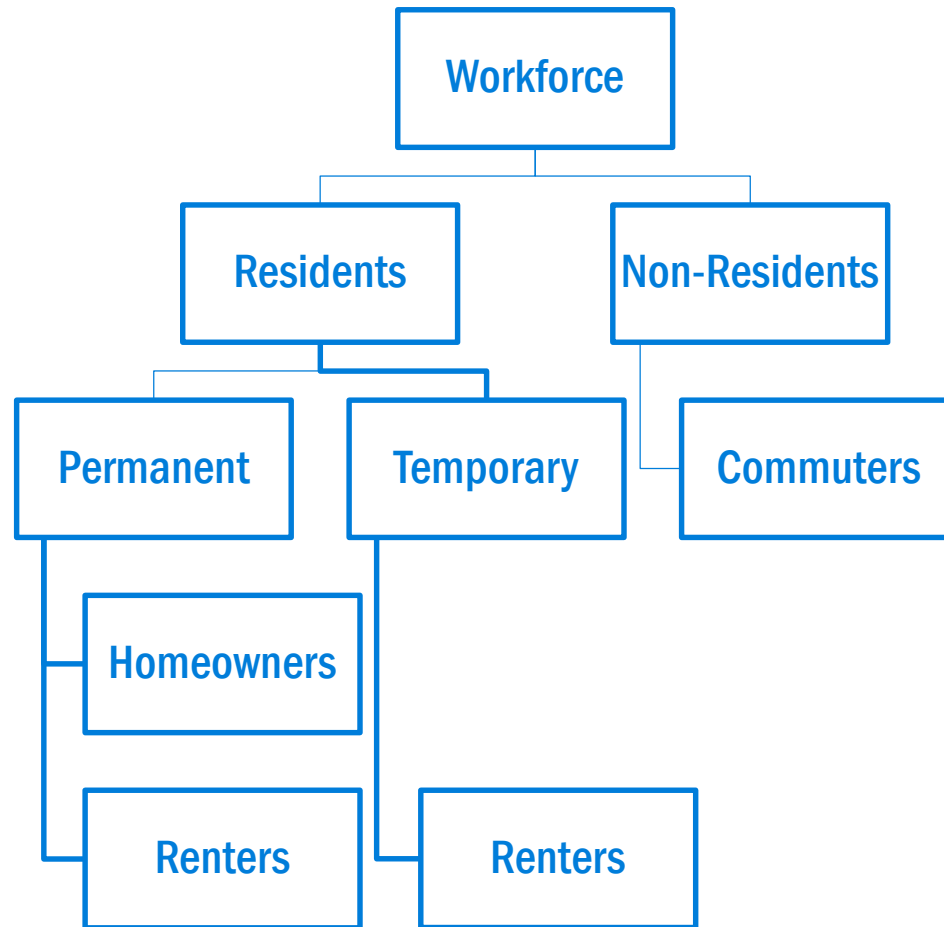 Workforce
Residents
Non-Residents
Permanent
Temporary
Commuters
Homeowners
Renters
Renters